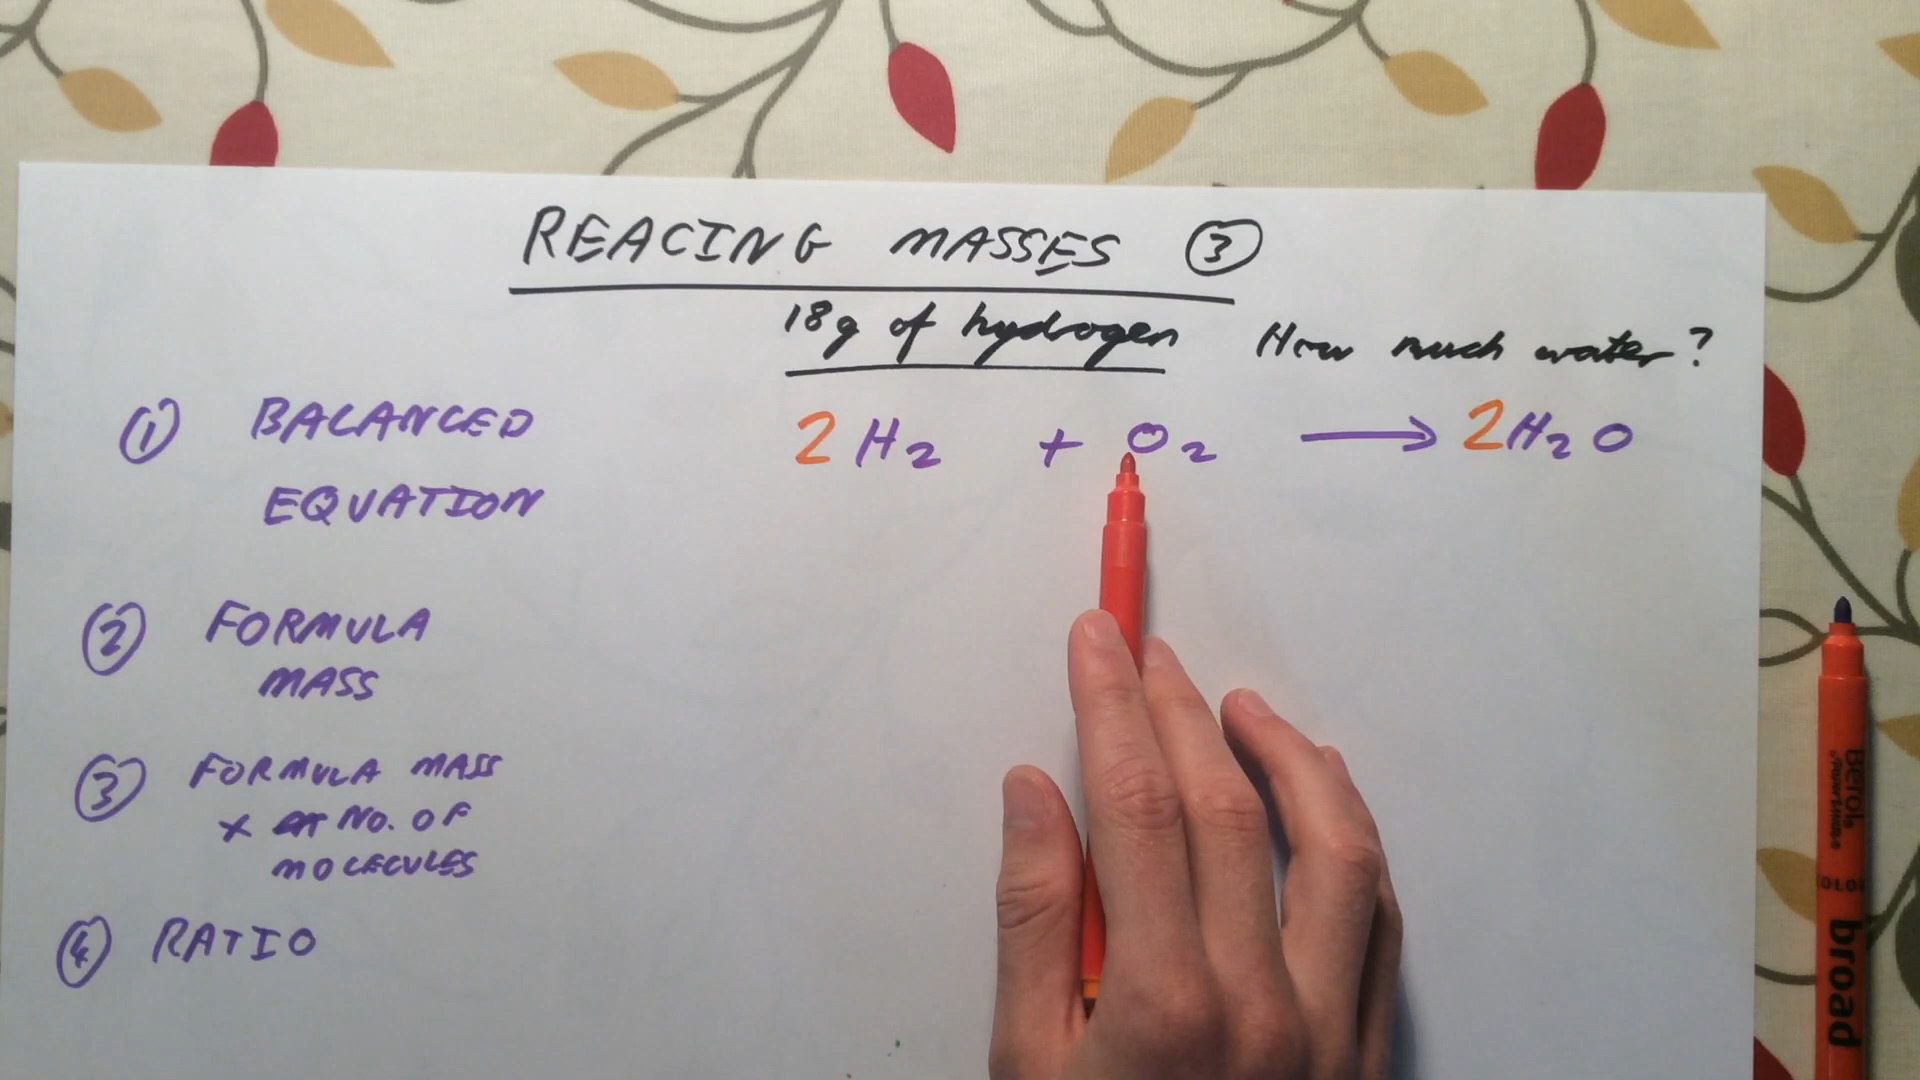 REACING MASSES ③
18g of hydrogen How much water?
① BALANCED 2H₂ + O₂ → 2H₂O
EQUATION
② FORMULA
MASS
③ FORMULA MASS
x NO. OF
MOLECULES
④ RATIO
Berol
broad